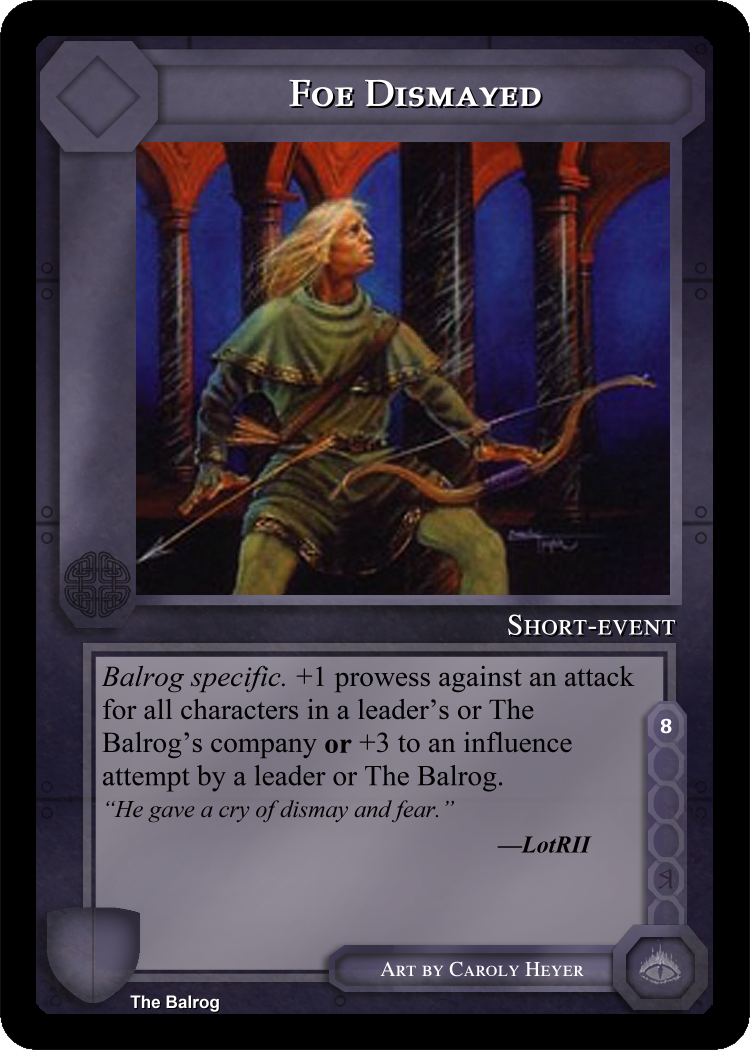 Foe Dismayed
Short-event
Balrog specific. +1 prowess against an attack
for all characters in a leader’s or The
Balrog’s company or +3 to an influence
attempt by a leader or The Balrog.
“He gave a cry of dismay and fear.”
—LotRII
8
Art by Caroly Heyer
The Balrog